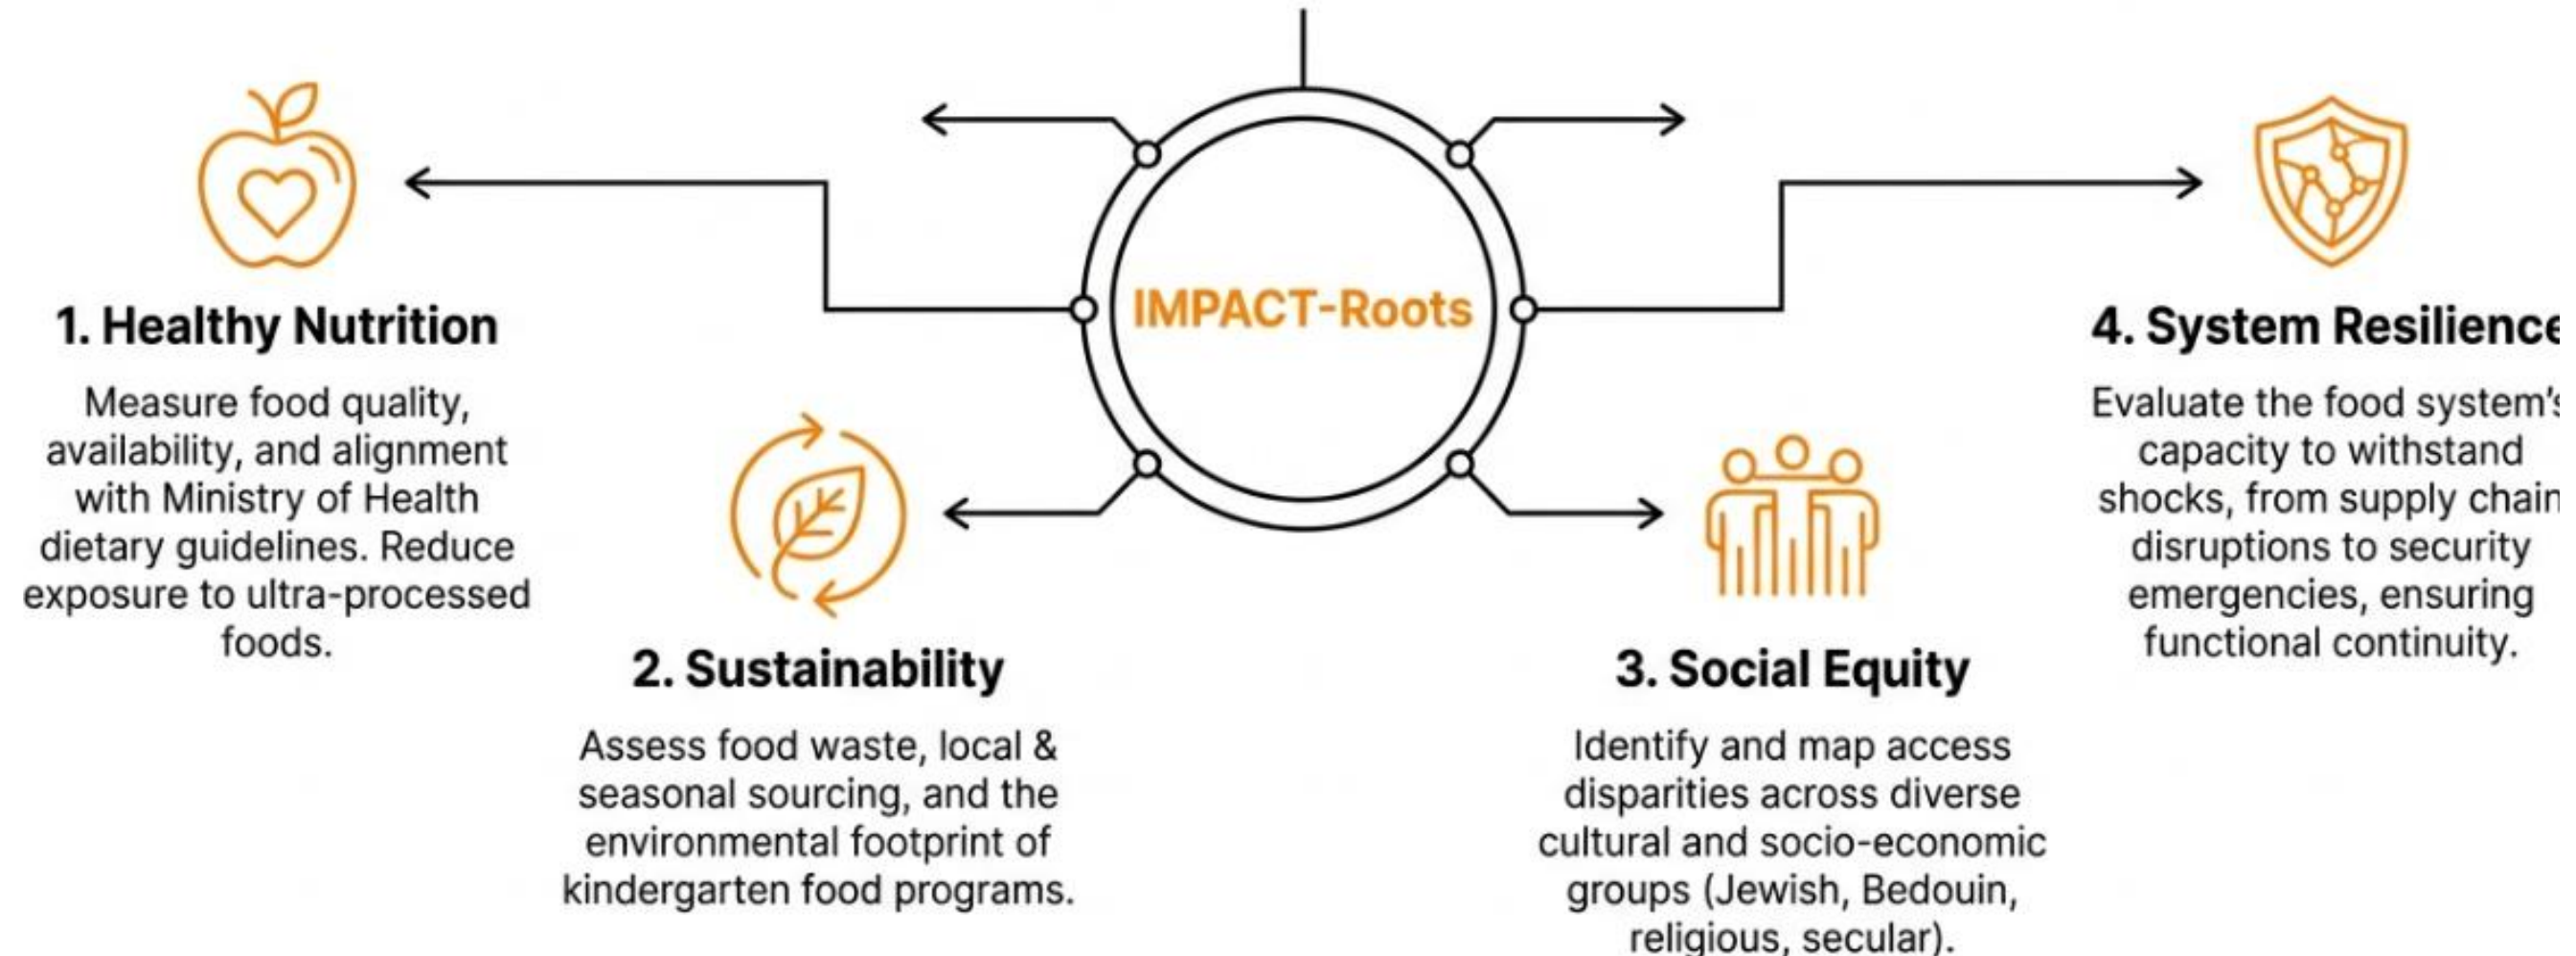 IMPACT-Roots
1. Healthy Nutrition
Measure food quality,
availability, and alignment
with Ministry of Health
dietary guidelines. Reduce
exposure to ultra-processed
foods.
2. Sustainability
Assess food waste, local &
seasonal sourcing, and the
environmental footprint of
kindergarten food programs.
3. Social Equity
Identify and map access
disparities across diverse
cultural and socio-economic
groups (Jewish, Bedouin,
religious, secular).
4. System Resilience
Evaluate the food system's
capacity to withstand
shocks, from supply chain
disruptions to security
emergencies, ensuring
functional continuity.